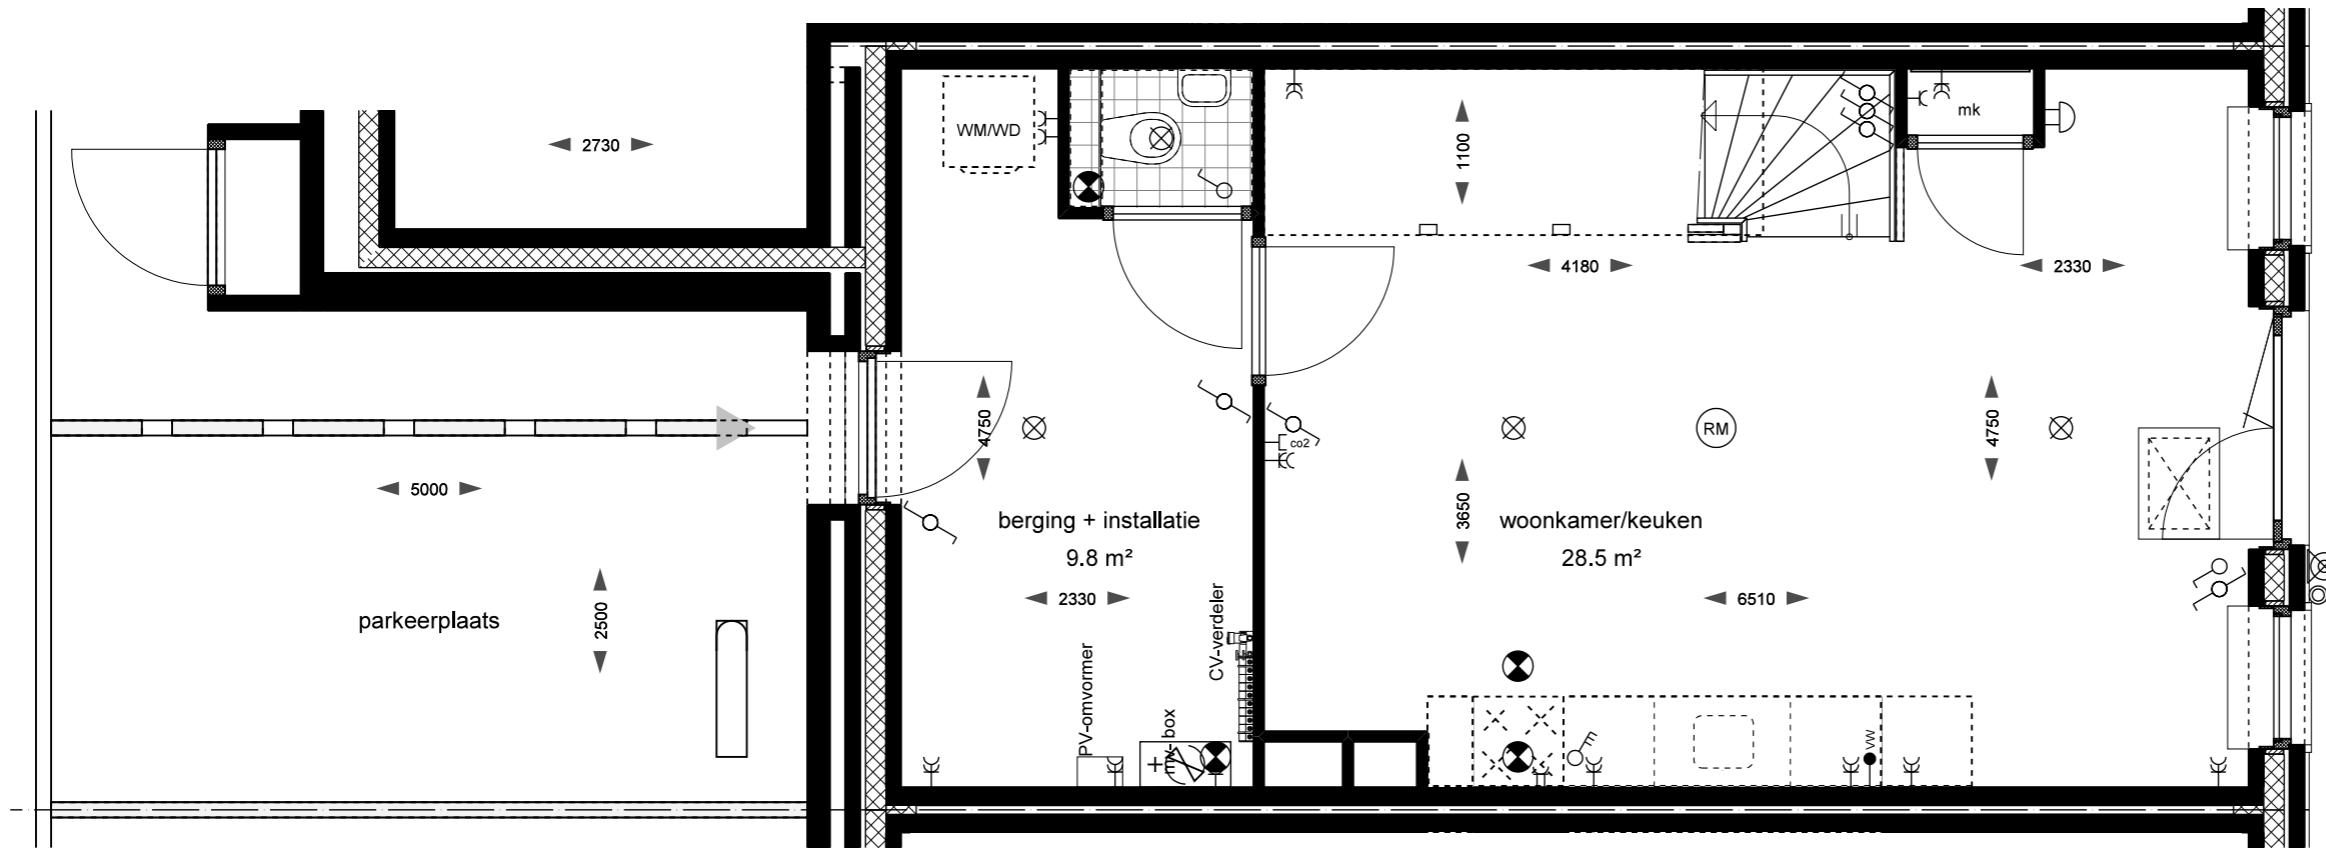 2730
WM/WD
1100
mk
4180
2330
4750
co2
RM
4750
5000
3650
berging + installatie
9.8 m²
woonkamer/keuken
28.5 m²
2330
6510
parkeerplaats
2500
CV-verdeler
PV-omvormer
mv-box
VW